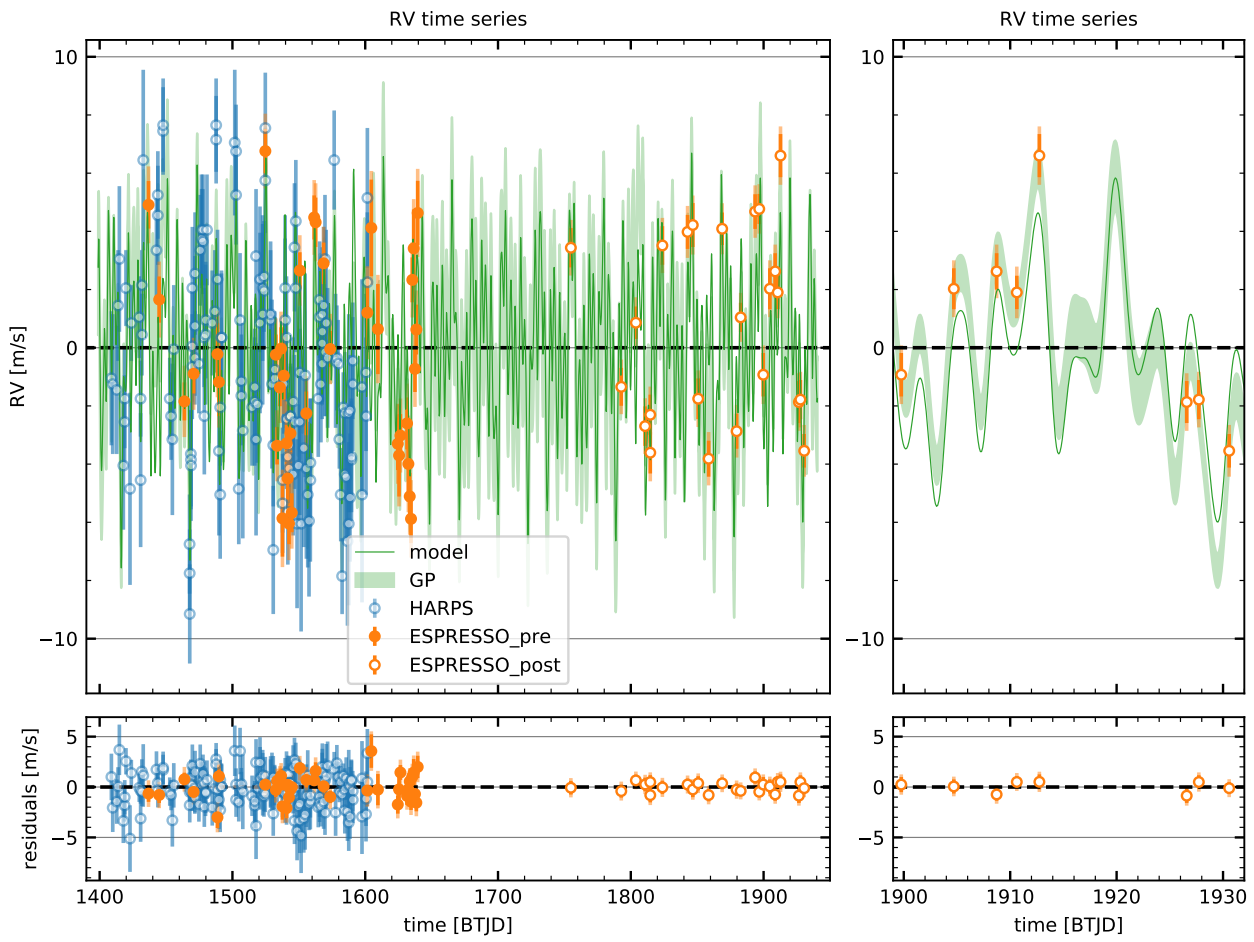 RV time series
RV time series
10
0
−10
RV [m/s]
10
0
−10
model
GP
HARPS
ESPRESSO_pre
ESPRESSO_post
5
0
−5
residuals [m/s]
5
0
−5
1400 1500 1600 1700 1800 1900
time [BTJD]
1900 1910 1920 1930
time [BTJD]